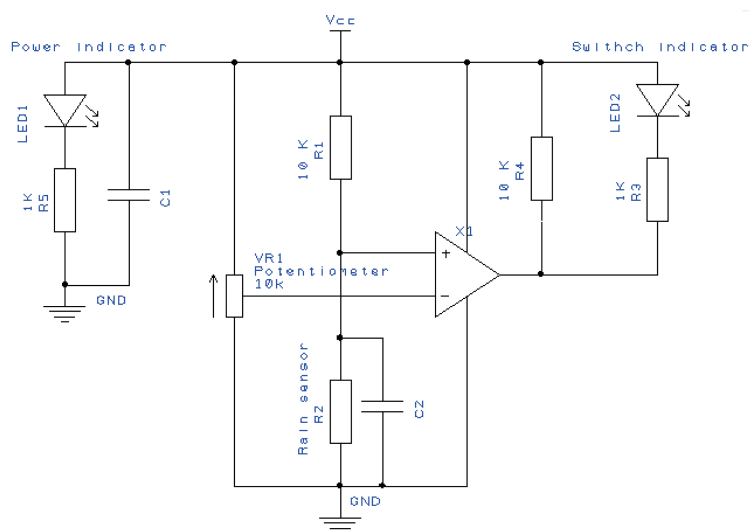 Vcc
Power indicator
Swithch indicator
LED1
LED2
10 K
R1
10 K
R4
1K
R5
C1
1K
R3
X1
+
VR1
Potentiometer
10k
−
GND
Rain sensor
R2
C2
GND